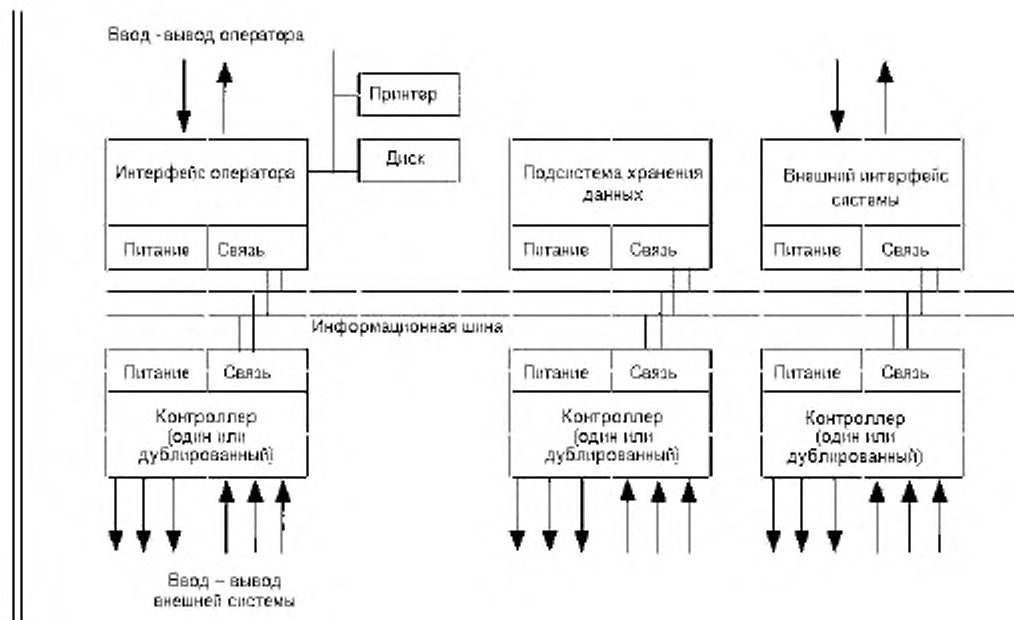 Ввод - вывод оператора
Принтер
Диск
Интерфейс оператора
Питание
Связь
Подсистема хранения
данных
Питание
Связь
Внешний интерфейс
системы
Питание
Связь
Информационная шина
Питание
Связь
Контроллер
(один или
дублированный)
Питание
Связь
Контроллер
(один или
дублированный)
Питание
Связь
Контроллер
(один или
дублированный)
Ввод – вывод
внешней системы